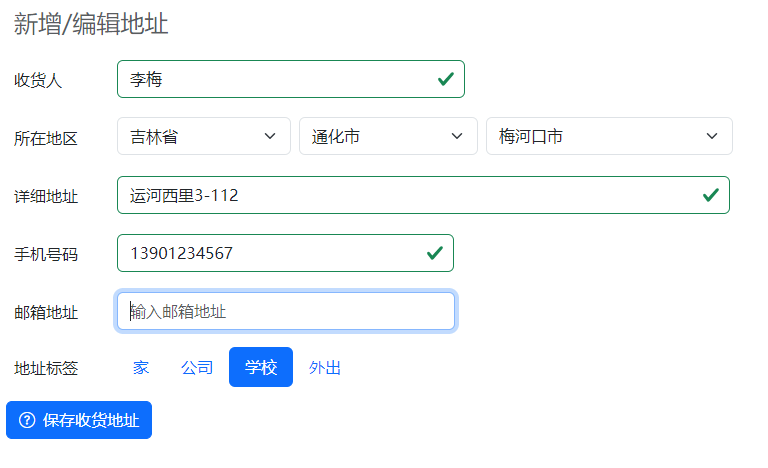 新增/编辑地址
收货人 李梅
所在地区 吉林省 通化市 梅河口市
详细地址 运河西里3-112
手机号码 13901234567
邮箱地址 输入邮箱地址
地址标签 家 公司 学校 外出
保存收货地址